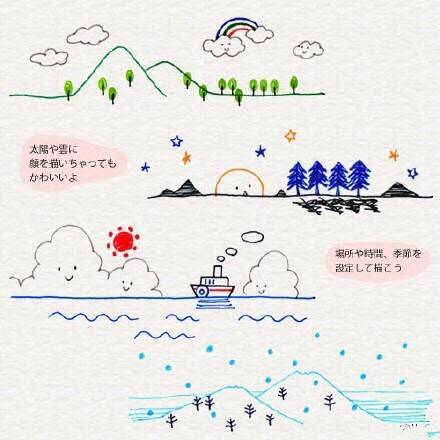 太陽や雲に
顔を描いちゃっても
かわいいよ
場所や時間、季節を
設定して描こう